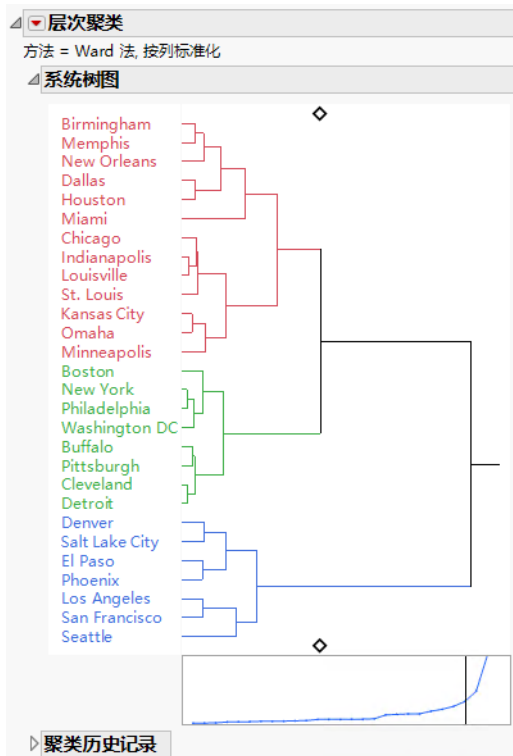 层次聚类
方法 = Ward 法, 按列标准化
系统树图
Birmingham
Memphis
New Orleans
Dallas
Houston
Miami
Chicago
Indianapolis
Louisville
St. Louis
Kansas City
Omaha
Minneapolis
Boston
New York
Philadelphia
Washington DC
Buffalo
Pittsburgh
Cleveland
Detroit
Denver
Salt Lake City
El Paso
Phoenix
Los Angeles
San Francisco
Seattle
聚类历史记录